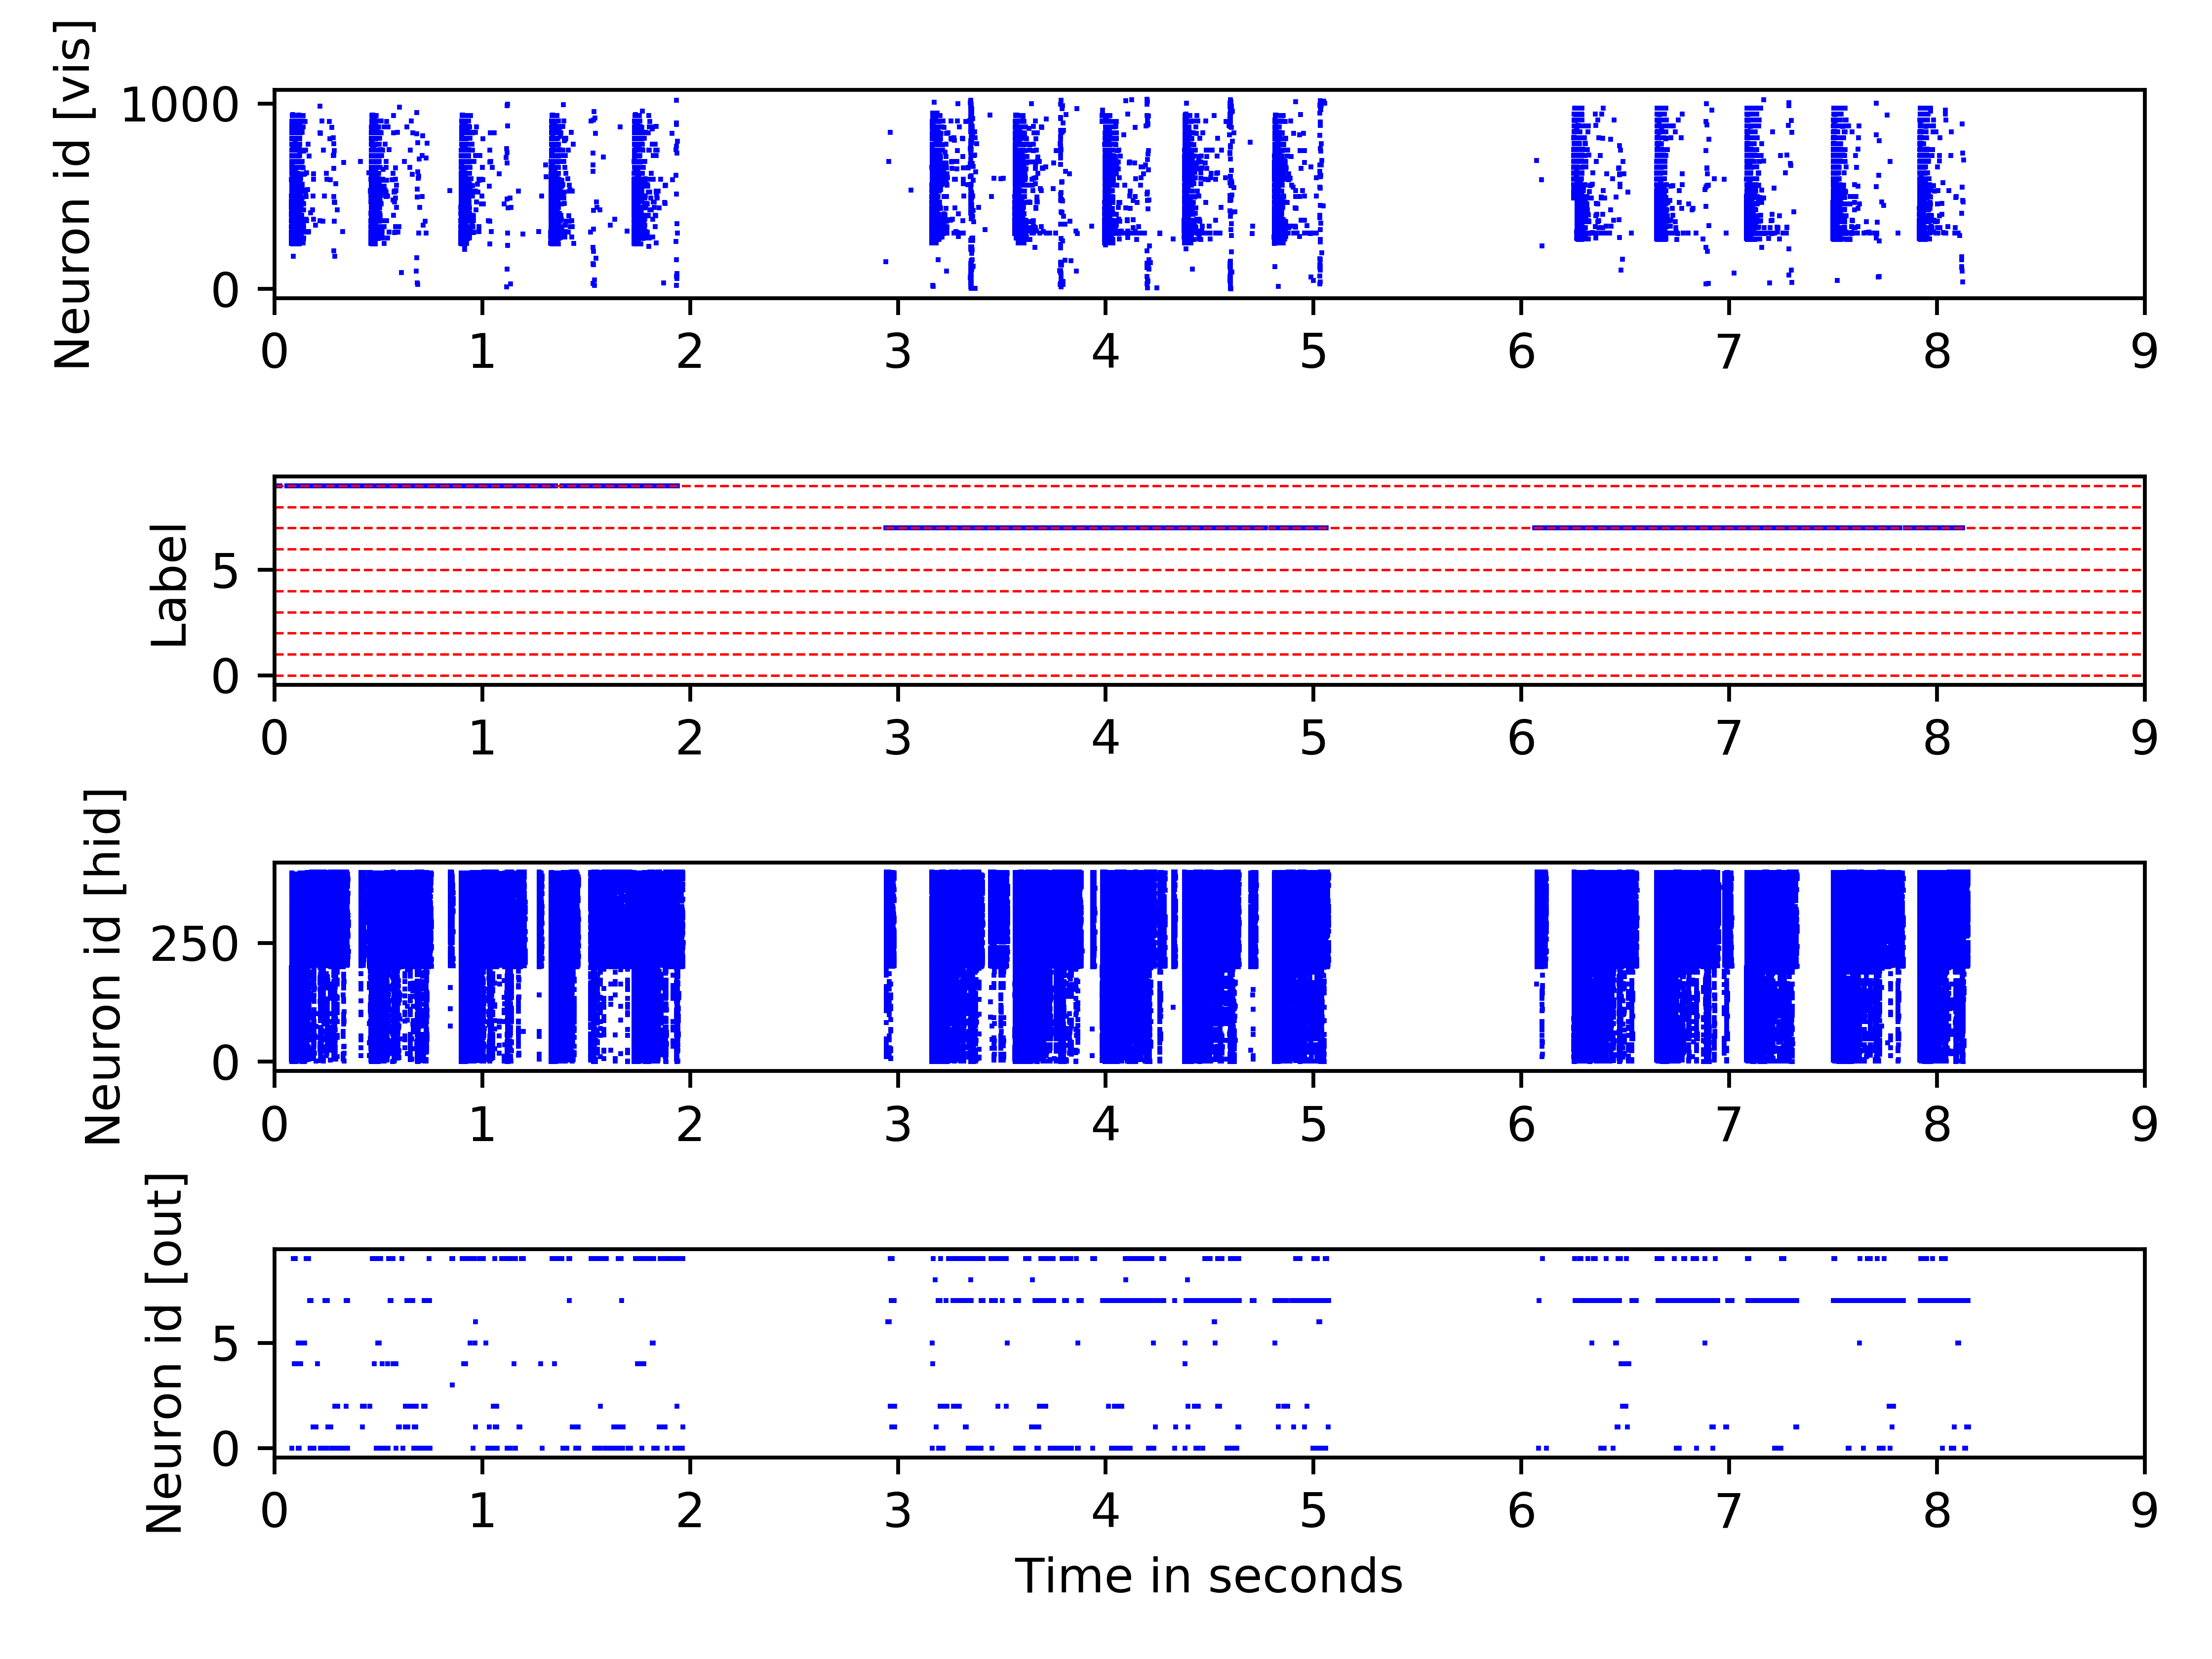 Neuron id [vis]
1000
0
0 1 2 3 4 5 6 7 8 9
Label
5
0
0 1 2 3 4 5 6 7 8 9
Neuron id [hid]
250
0
0 1 2 3 4 5 6 7 8 9
Neuron id [out]
5
0
0 1 2 3 4 5 6 7 8 9
Time in seconds